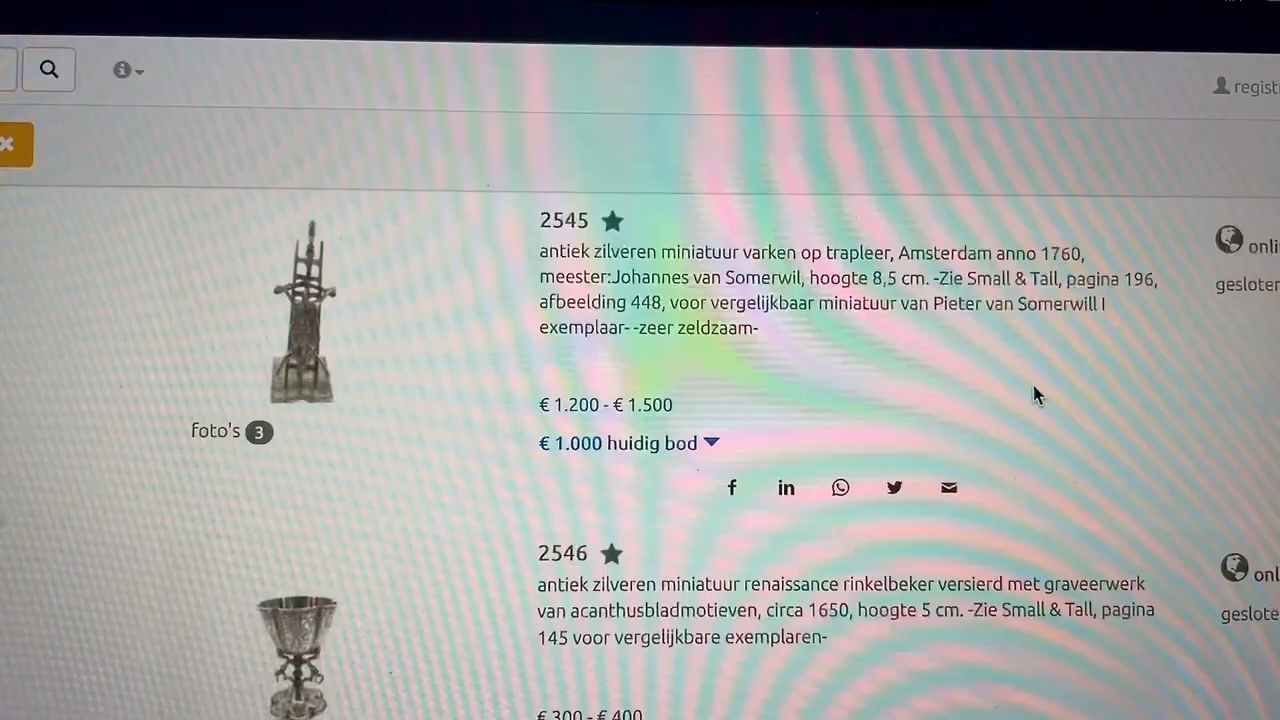 regist
2545
antiek zilveren miniatuur varken op trapleer, Amsterdam anno 1760,
meester:Johannes van Somerwil, hoogte 8,5 cm. -Zie Small & Tall, pagina 196,
afbeelding 448, voor vergelijkbaar miniatuur van Pieter van Somerwill I
exemplaar- -zeer zeldzaam-
onli
gesloten
€ 1.200 - € 1.500
foto's 3
€ 1.000 huidig bod
2546
antiek zilveren miniatuur renaissance rinkelbeker versierd met graveerwerk
van acanthusbladmotieven, circa 1650, hoogte 5 cm. -Zie Small & Tall, pagina
145 voor vergelijkbare exemplaren-
onl
geslote
€ 300 - € 400